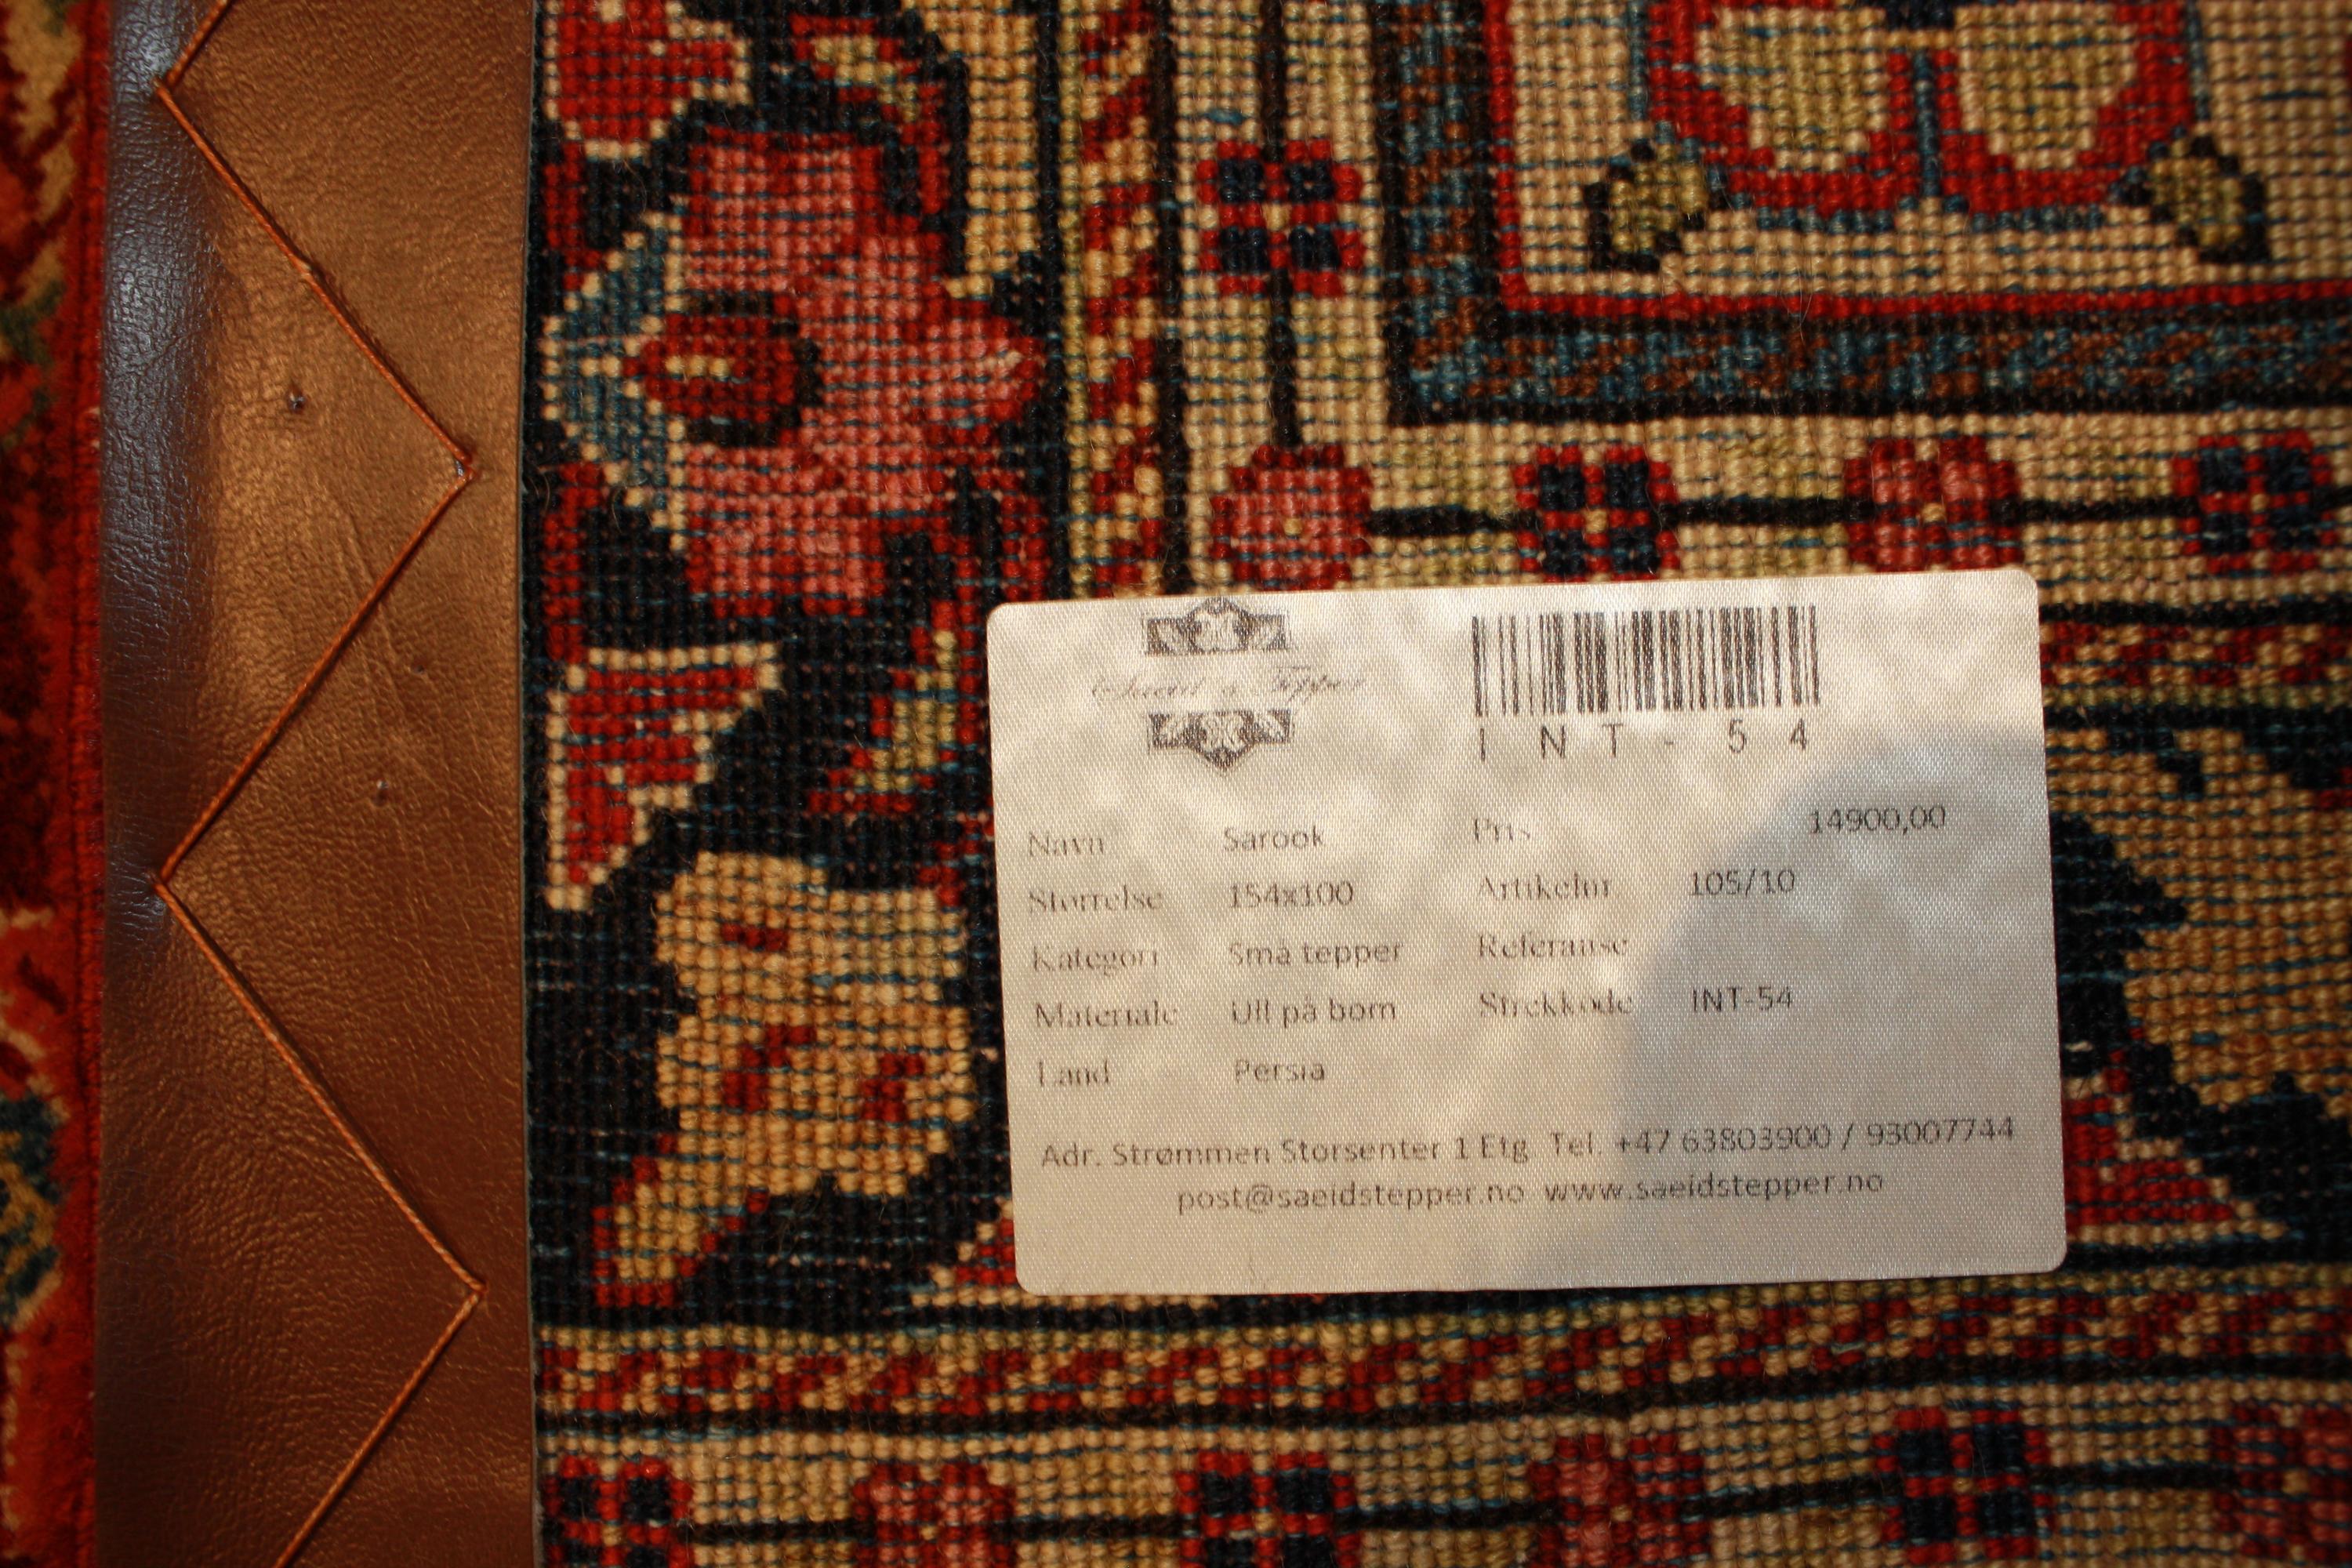 Saeid's Tepper
INT-54
Navn Sarook Pris 14900,00
Størrelse 154x100 Artikelnr 105/10
Kategori Små tepper Referanse
Materiale Ull på bom Strekkode INT-54
Land Persia
Adr. Strømmen Storsenter 1 Etg Tel. +47 63803900 / 93007744
post@saeidstepper.no www.saeidstepper.no